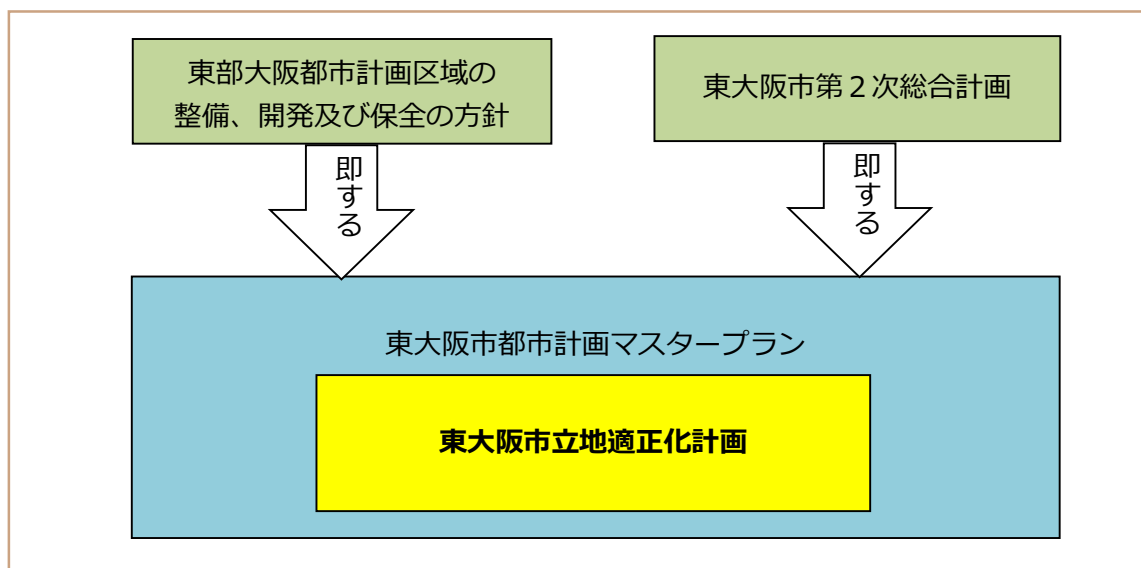 東部大阪都市計画区域の
整備、開発及び保全の方針
東大阪市第２次総合計画
即する
即する
東大阪市都市計画マスタープラン
東大阪市立地適正化計画